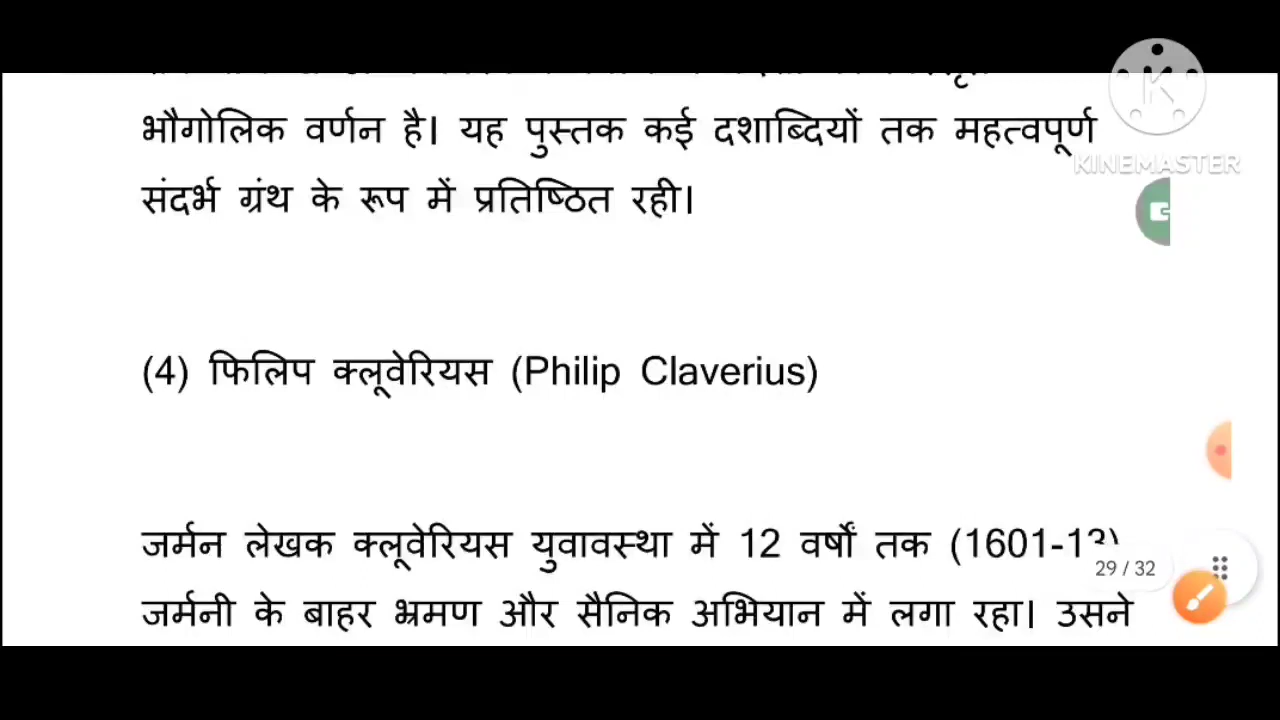 भौगोलिक वर्णन है। यह पुस्तक कई दशाब्दियों तक महत्वपूर्ण
KINEMASTER
संदर्भ ग्रंथ के रूप में प्रतिष्ठित रही।
(4) फिलिप क्लूवेरियस (Philip Claverius)
जर्मन लेखक क्लूवेरियस युवावस्था में 12 वर्षों तक (1601-13)
29 / 32
जर्मनी के बाहर भ्रमण और सैनिक अभियान में लगा रहा। उसने